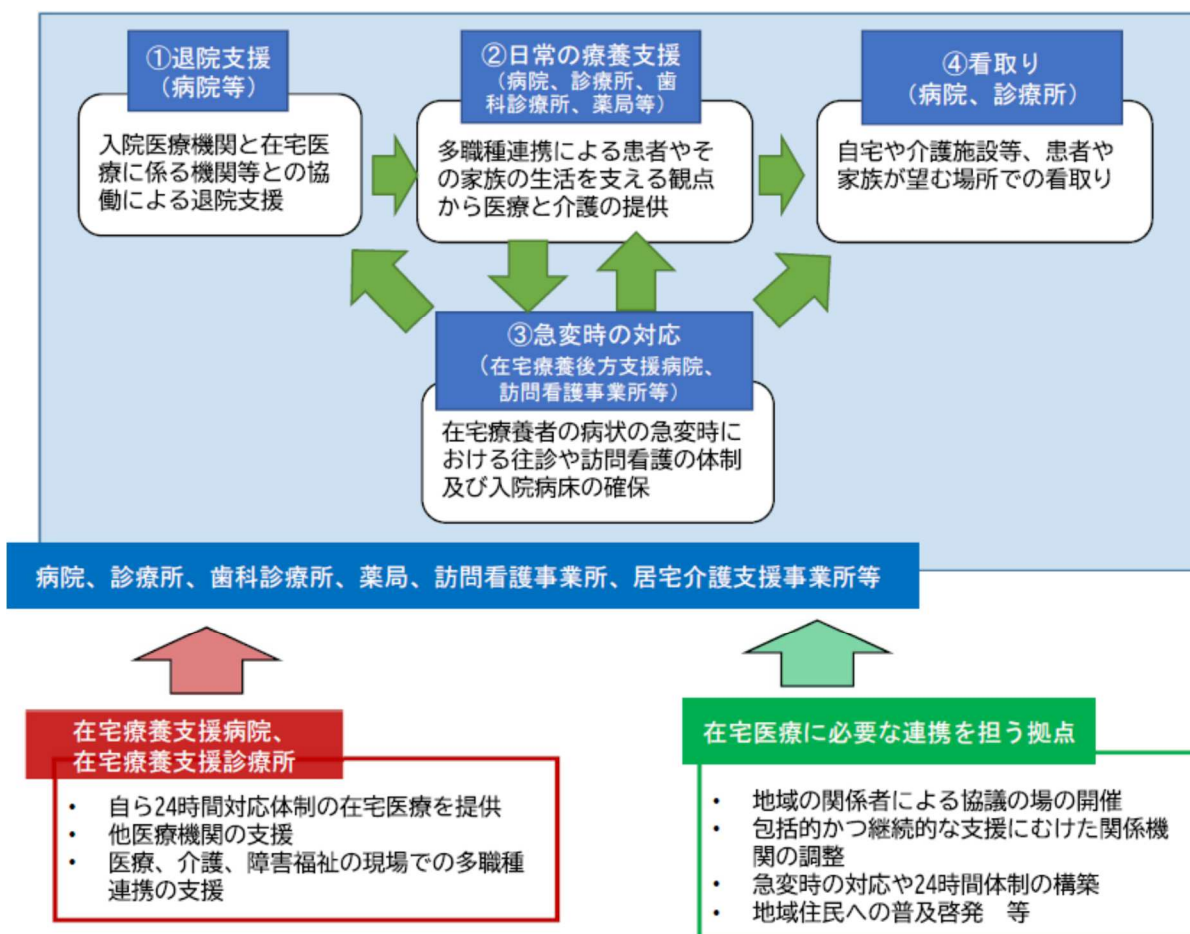 ①退院支援
（病院等）
入院医療機関と在宅医
療に係る機関等との協
働による退院支援
②日常の療養支援
（病院、診療所、歯
科診療所、薬局等）
多職種連携による患者やそ
の家族の生活を支える観点
から医療と介護の提供
④看取り
（病院、診療所）
自宅や介護施設等、患者や
家族が望む場所での看取り
③急変時の対応
（在宅療養後方支援病院、
訪問看護事業所等）
在宅療養者の病状の急変時に
おける往診や訪問看護の体制
及び入院病床の確保
病院、診療所、歯科診療所、薬局、訪問看護事業所、居宅介護支援事業所等
在宅療養支援病院、
在宅療養支援診療所
• 自ら24時間対応体制の在宅医療を提供
• 他医療機関の支援
• 医療、介護、障害福祉の現場での多職種
連携の支援
在宅医療に必要な連携を担う拠点
• 地域の関係者による協議の場の開催
• 包括的かつ継続的な支援にむけた関係機
関の調整
• 急変時の対応や24時間体制の構築
• 地域住民への普及啓発　等